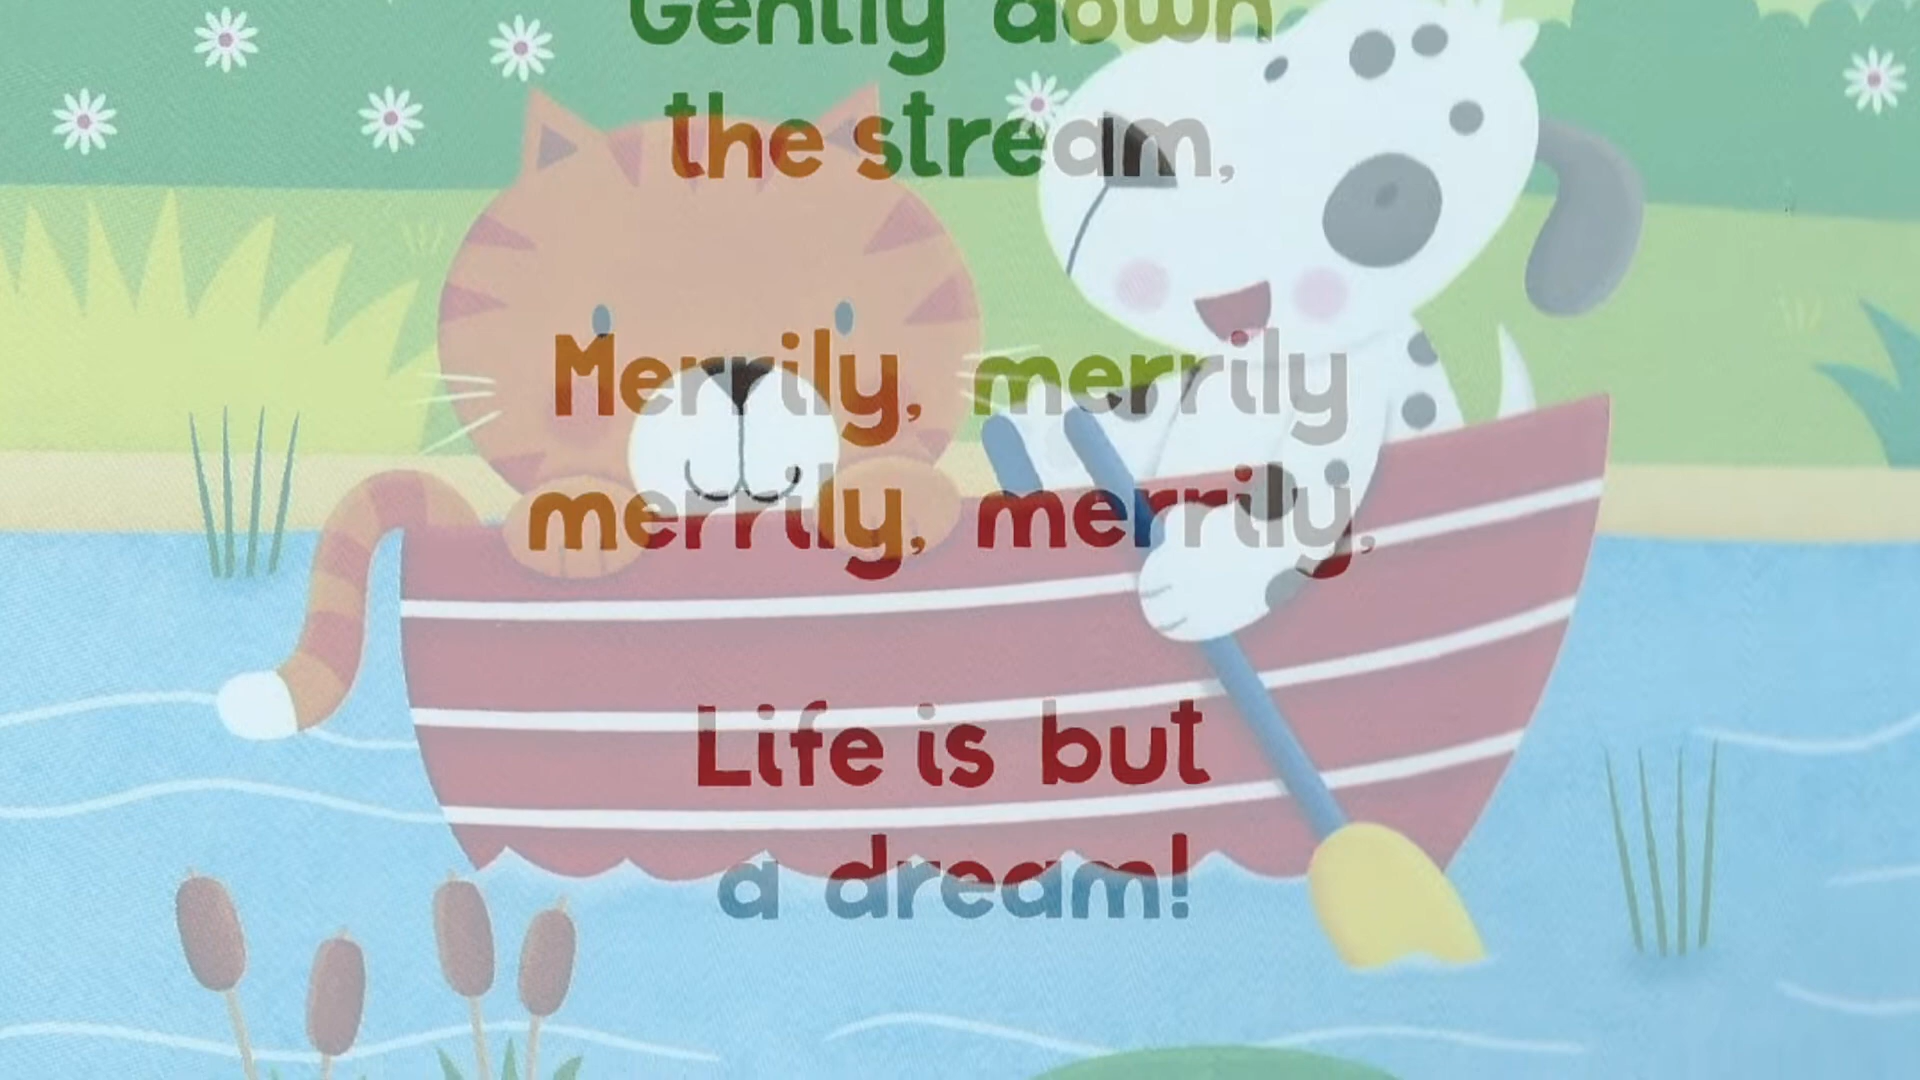 Gently down
the stream,
Merrily, merrily
merrily, merrily,
Life is but
a dream!